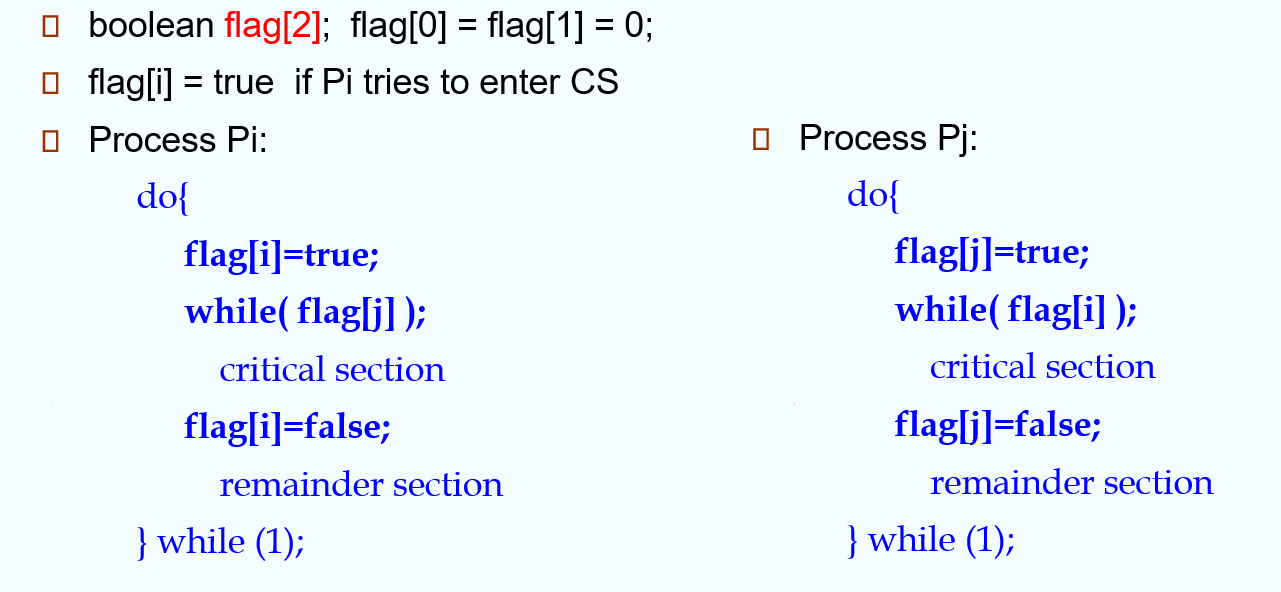 boolean flag[2];  flag[0] = flag[1] = 0;
flag[i] = true  if Pi tries to enter CS
Process Pi:
do{
flag[i]=true;
while( flag[j] );
critical section
flag[i]=false;
remainder section
} while (1);
Process Pj:
do{
flag[j]=true;
while( flag[i] );
critical section
flag[j]=false;
remainder section
} while (1);